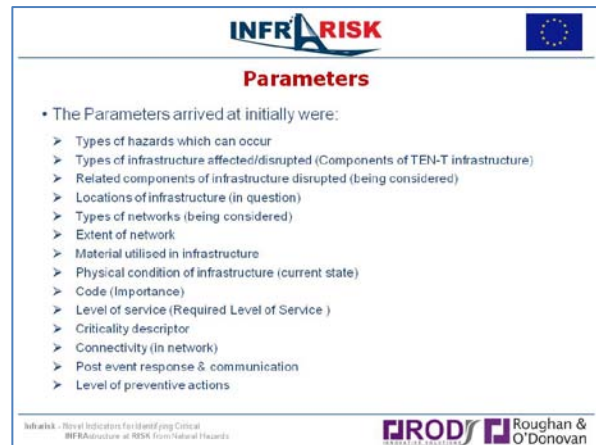 INFRARISK
Parameters
• The Parameters arrived at initially were:
➤ Types of hazards which can occur
➤ Types of infrastructure affected/disrupted (Components of TEN-T infrastructure)
➤ Related components of infrastructure disrupted (being considered)
➤ Locations of infrastructure (in question)
➤ Types of networks (being considered)
➤ Extent of network
➤ Material utilised in infrastructure
➤ Physical condition of infrastructure (current state)
➤ Code (Importance)
➤ Level of service (Required Level of Service )
➤ Criticality descriptor
➤ Connectivity (in network)
➤ Post event response & communication
➤ Level of preventive actions
Infrarisk - Novel Indicators for Identifying Critical
INFRAstructure at RISK from Natural Hazards
ROD
INNOVATIVE SOLUTIONS
Roughan &
O'Donovan